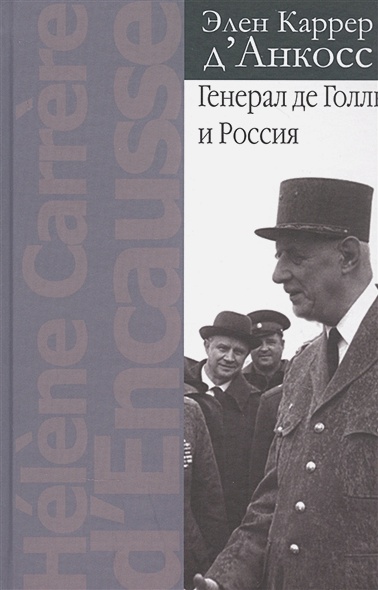 Элен Каррер
д’Анкосс
Генерал де Голль
и Россия
Hélène Carrère
d’Encausse